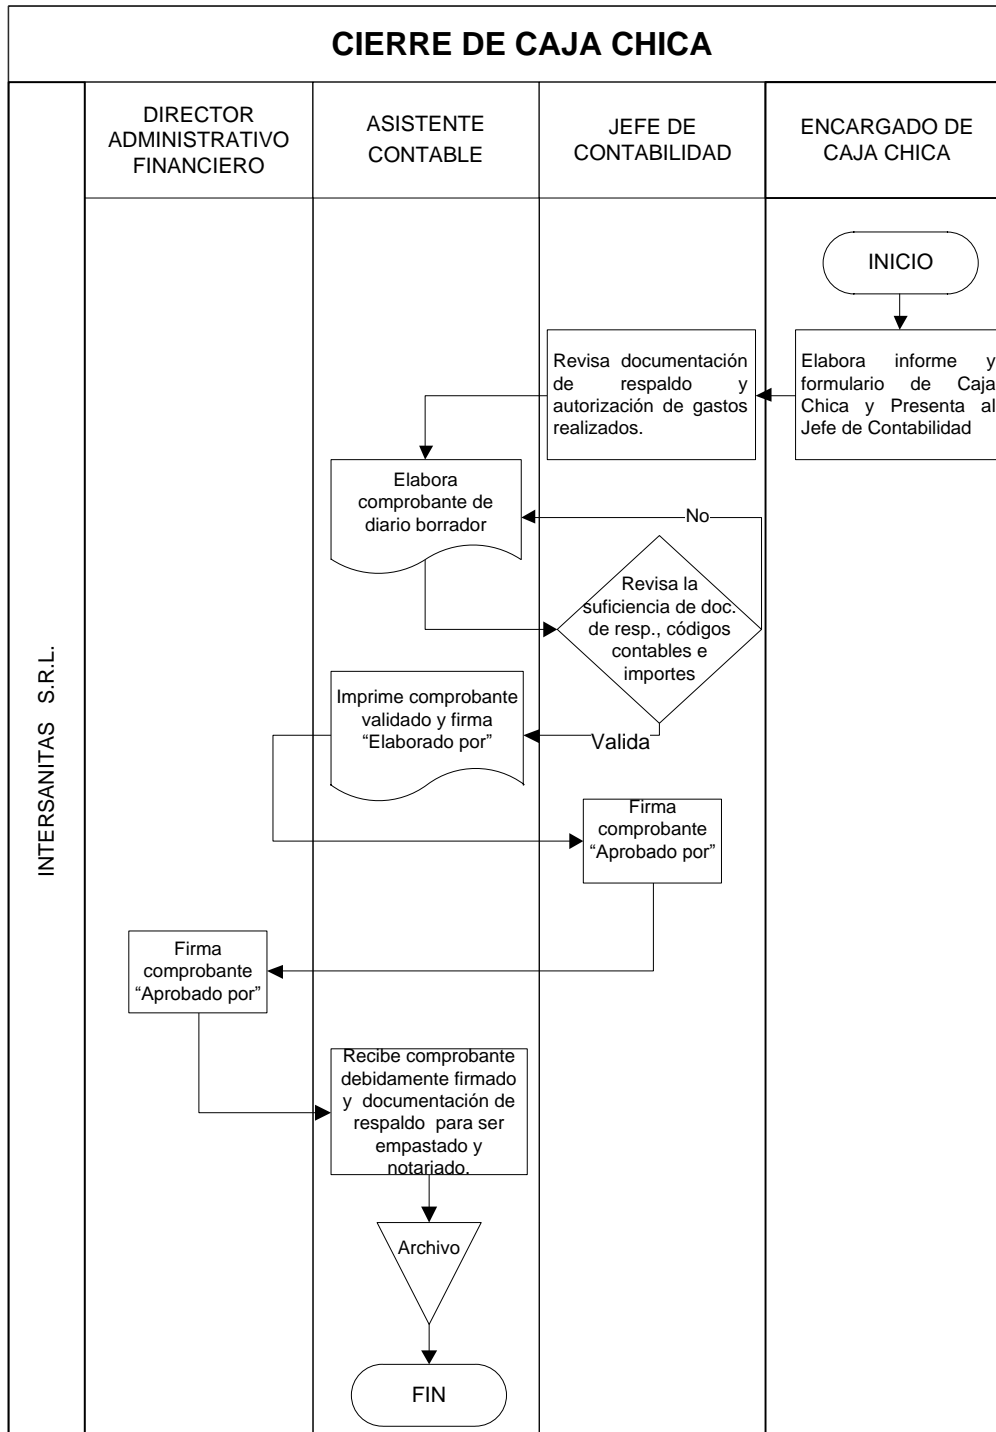 CIERRE DE CAJA CHICA
INTERSANITAS S.R.L.
DIRECTOR
ADMINISTRATIVO
FINANCIERO
ASISTENTE
CONTABLE
JEFE DE
CONTABILIDAD
ENCARGADO DE
CAJA CHICA
INICIO
Elabora informe y
formulario de Caja
Chica y Presenta al
Jefe de Contabilidad
Revisa documentación
de respaldo y
autorización de gastos
realizados.
Elabora
comprobante de
diario borrador
No
Revisa la
suficiencia de doc.
de resp., códigos
contables e
importes
Valida
Imprime comprobante
validado y firma
“Elaborado por”
Firma
comprobante
“Aprobado por”
Firma
comprobante
“Aprobado por”
Recibe comprobante
debidamente firmado
y documentación de
respaldo para ser
empastado y
notariado.
Archivo
FIN